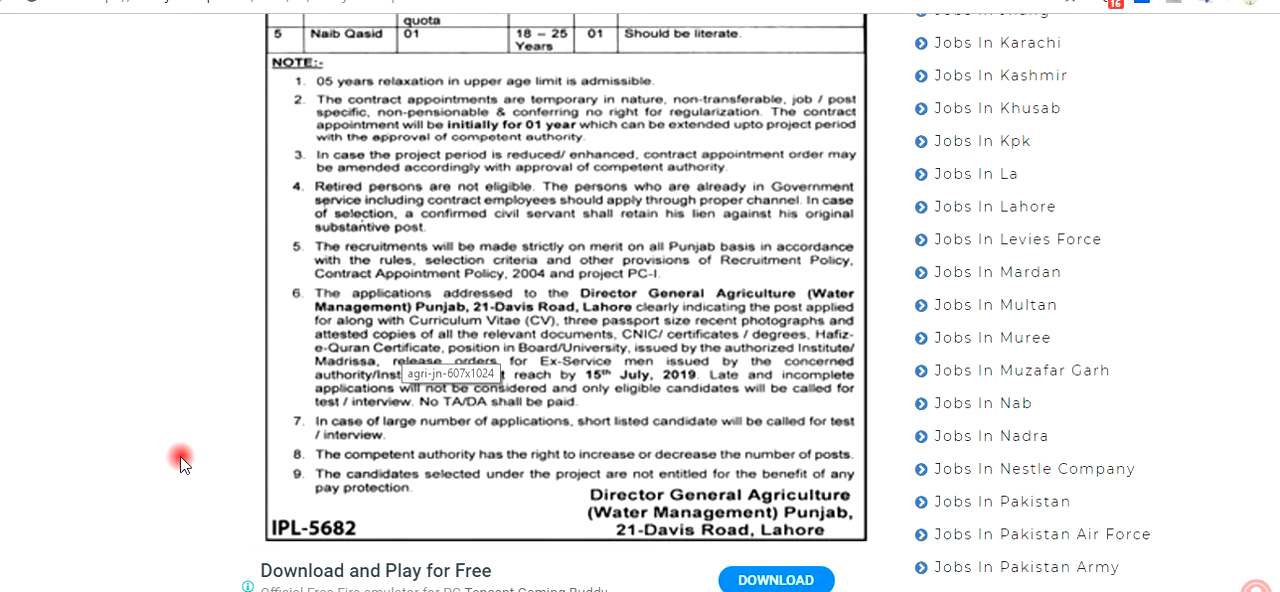 16
quota
5 Naib Qasid 01 18 – 25 Years 01 Should be literate.
NOTE:-
1. 05 years relaxation in upper age limit is admissible.
2. The contract appointments are temporary in nature, non-transferable, job / post
specific, non-pensionable & conferring no right for regularization. The contract
appointment will be initially for 01 year which can be extended upto project period
with the approval of competent authority.
3. In case the project period is reduced/ enhanced, contract appointment order may
be amended accordingly with approval of competent authority.
4. Retired persons are not eligible. The persons who are already in Government
service including contract employees should apply through proper channel. In case
of selection, a confirmed civil servant shall retain his lien against his original
substantive post.
5. The recruitments will be made strictly on merit on all Punjab basis in accordance
with the rules, selection criteria and other provisions of Recruitment Policy,
Contract Appointment Policy, 2004 and project PC-I.
6. The applications addressed to the Director General Agriculture (Water
Management) Punjab, 21-Davis Road, Lahore clearly indicating the post applied
for along with Curriculum Vitae (CV), three passport size recent photographs and
attested copies of all the relevant documents, CNIC/ certificates / degrees, Hafiz-
e-Quran Certificate, position in Board/University, issued by the authorized Institute/
Madrissa, release orders for Ex-Service men issued by the concerned
authority/inst agri-jn-607x1024 t reach by 15th July, 2019. Late and incomplete
applications will not be considered and only eligible candidates will be called for
test / interview. No TA/DA shall be paid.
7. In case of large number of applications, short listed candidate will be called for test
/ interview.
8. The competent authority has the right to increase or decrease the number of posts.
9. The candidates selected under the project are not entitled for the benefit of any
pay protection.
Director General Agriculture
(Water Management) Punjab,
21-Davis Road, Lahore
IPL-5682
Download and Play for Free
DOWNLOAD
Official Free Fire emulator for PC Tencent Gaming Buddy
Jobs In Karachi
Jobs In Kashmir
Jobs In Khusab
Jobs In Kpk
Jobs In La
Jobs In Lahore
Jobs In Levies Force
Jobs In Mardan
Jobs In Multan
Jobs In Muree
Jobs In Muzafar Garh
Jobs In Nab
Jobs In Nadra
Jobs In Nestle Company
Jobs In Pakistan
Jobs In Pakistan Air Force
Jobs In Pakistan Army